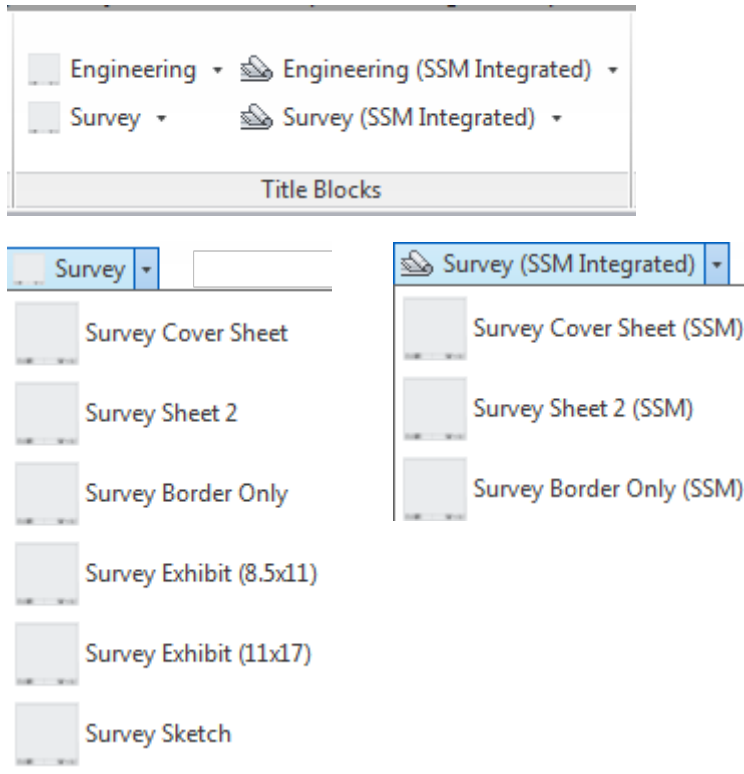 Engineering Engineering (SSM Integrated)
Survey Survey (SSM Integrated)
Title Blocks
Survey
Survey Cover Sheet
Survey Sheet 2
Survey Border Only
Survey Exhibit (8.5x11)
Survey Exhibit (11x17)
Survey Sketch
Survey (SSM Integrated)
Survey Cover Sheet (SSM)
Survey Sheet 2 (SSM)
Survey Border Only (SSM)